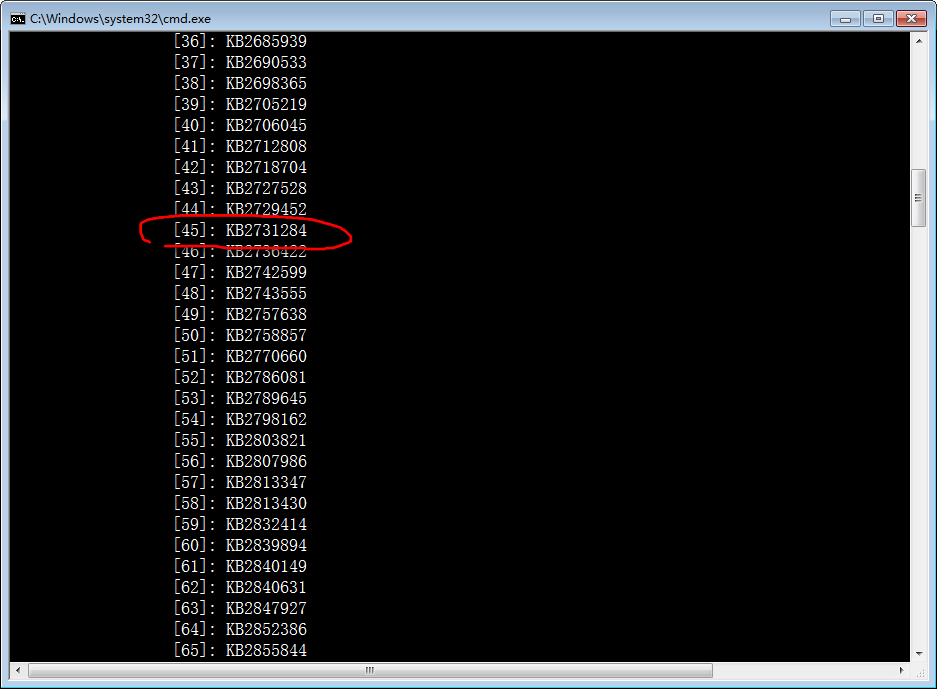 C:\Windows\system32\cmd.exe
[36]: KB2685939
[37]: KB2690533
[38]: KB2698365
[39]: KB2705219
[40]: KB2706045
[41]: KB2712808
[42]: KB2718704
[43]: KB2727528
[44]: KB2729452
[45]: KB2731284
[46]: KB2736422
[47]: KB2742599
[48]: KB2743555
[49]: KB2757638
[50]: KB2758857
[51]: KB2770660
[52]: KB2786081
[53]: KB2789645
[54]: KB2798162
[55]: KB2803821
[56]: KB2807986
[57]: KB2813347
[58]: KB2813430
[59]: KB2832414
[60]: KB2839894
[61]: KB2840149
[62]: KB2840631
[63]: KB2847927
[64]: KB2852386
[65]: KB2855844